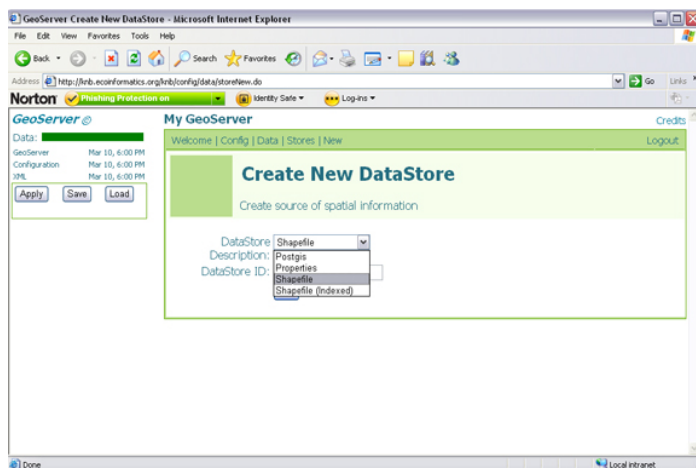 GeoServer Create New DataStore - Microsoft Internet Explorer
File Edit View Favorites Tools Help
Back Search Favorites
Address http://knb.ecoinformatics.org/knb/config/data/storeNew.do Go Links
Norton Phishing Protection on Identity Safe Log-ins
GeoServer My GeoServer Credits
Data: Welcome | Config | Data | Stores | New Logout
GeoServer Mar 10, 6:00 PM
Configuration Mar 10, 6:00 PM
XML Mar 10, 6:00 PM
Apply Save Load
Create New DataStore
Create source of spatial information
DataStore Shapefile
Description: Postgis
Properties
DataStore ID: Shapefile
Shapefile (Indexed)
Done Local intranet